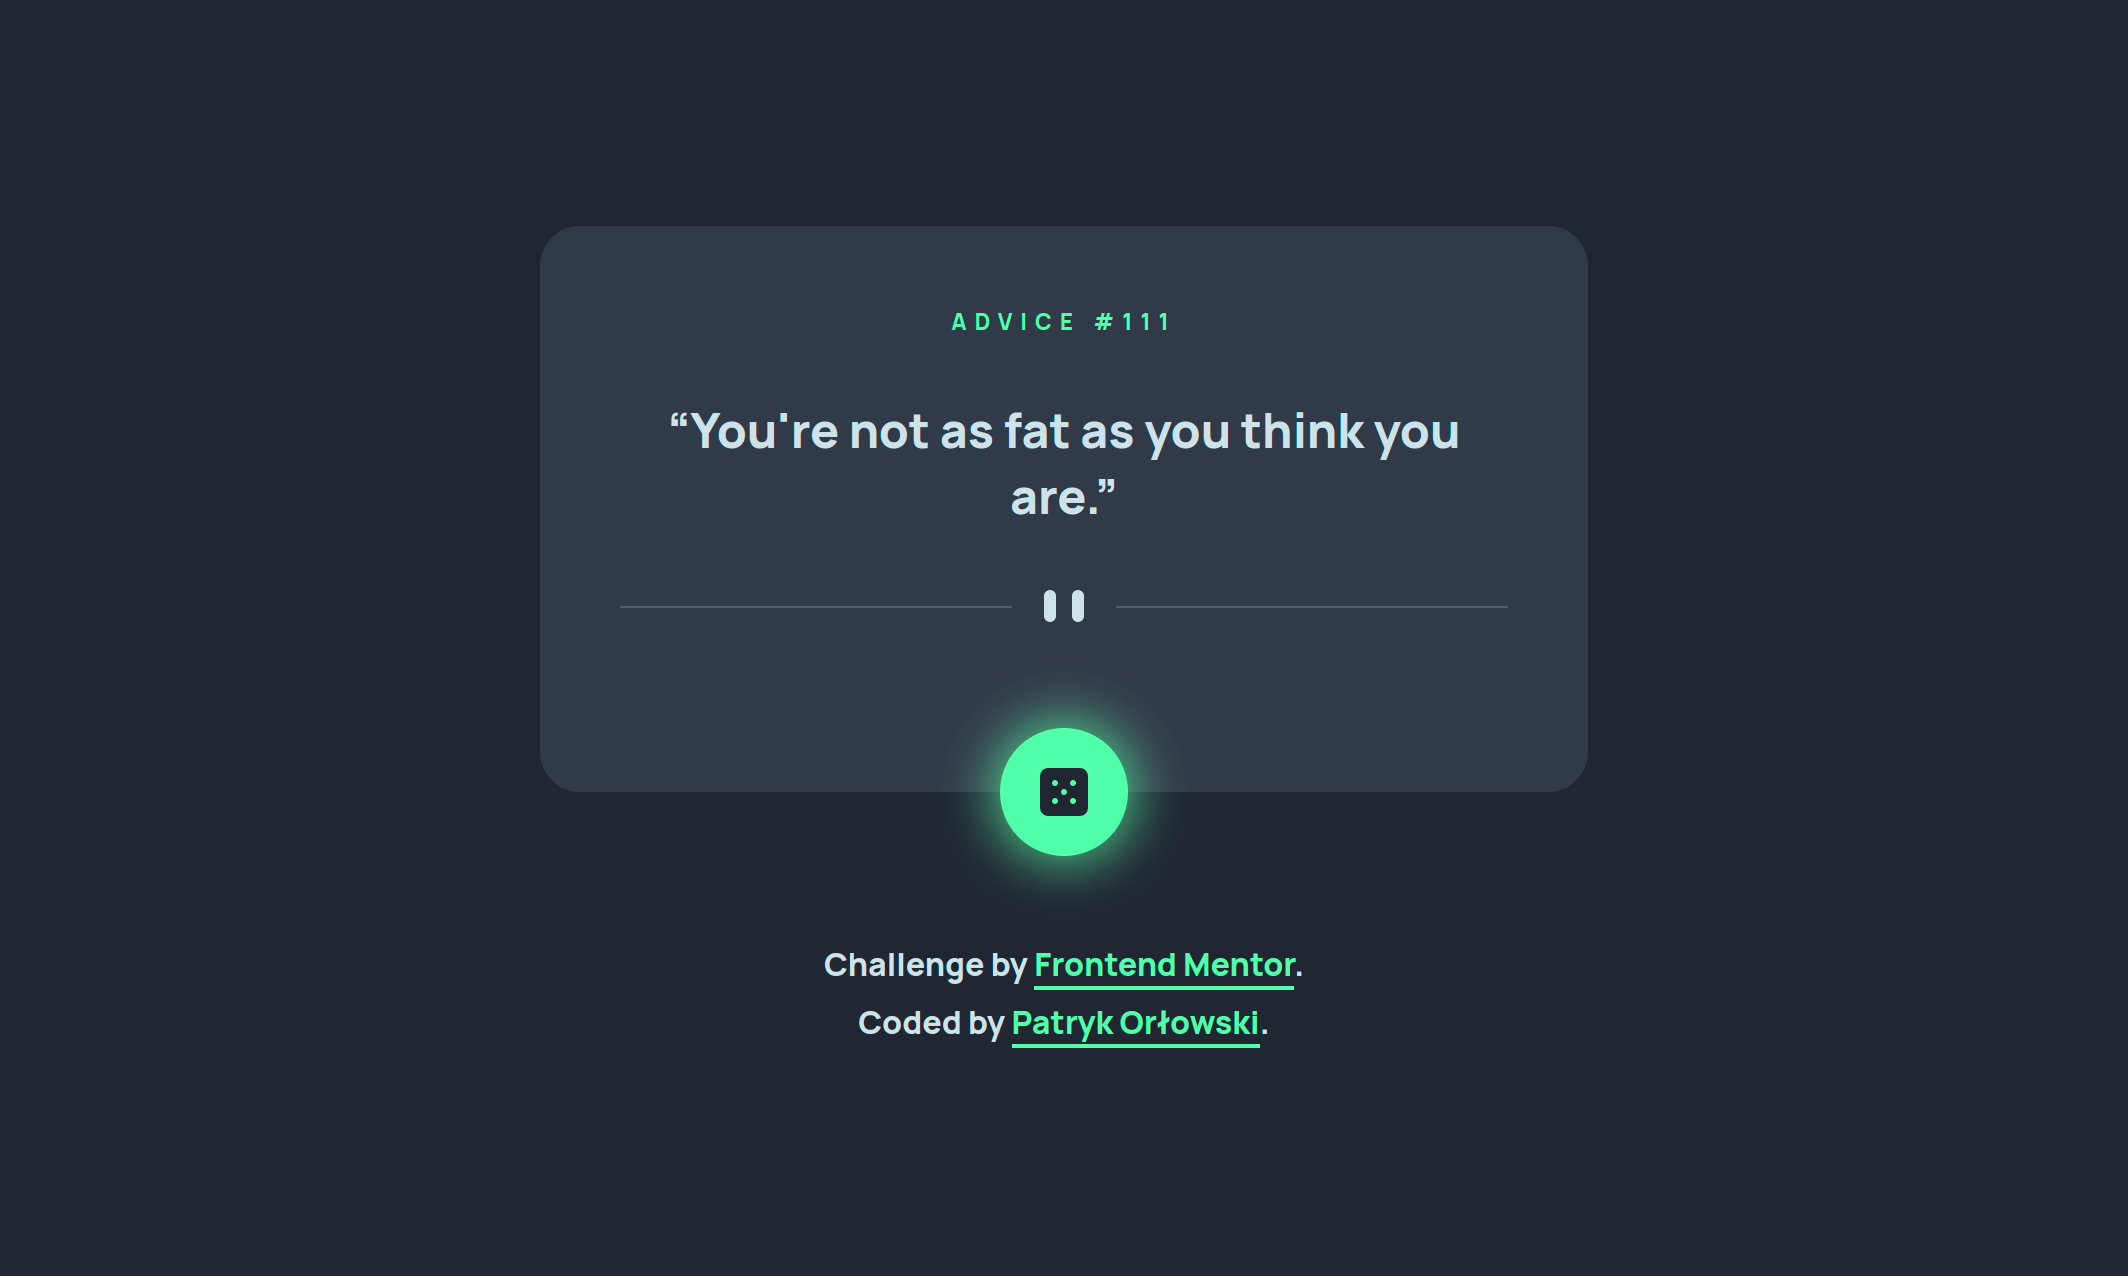 ADVICE #111
“You're not as fat as you think you
are.”
Challenge by Frontend Mentor.
Coded by Patryk Orłowski.